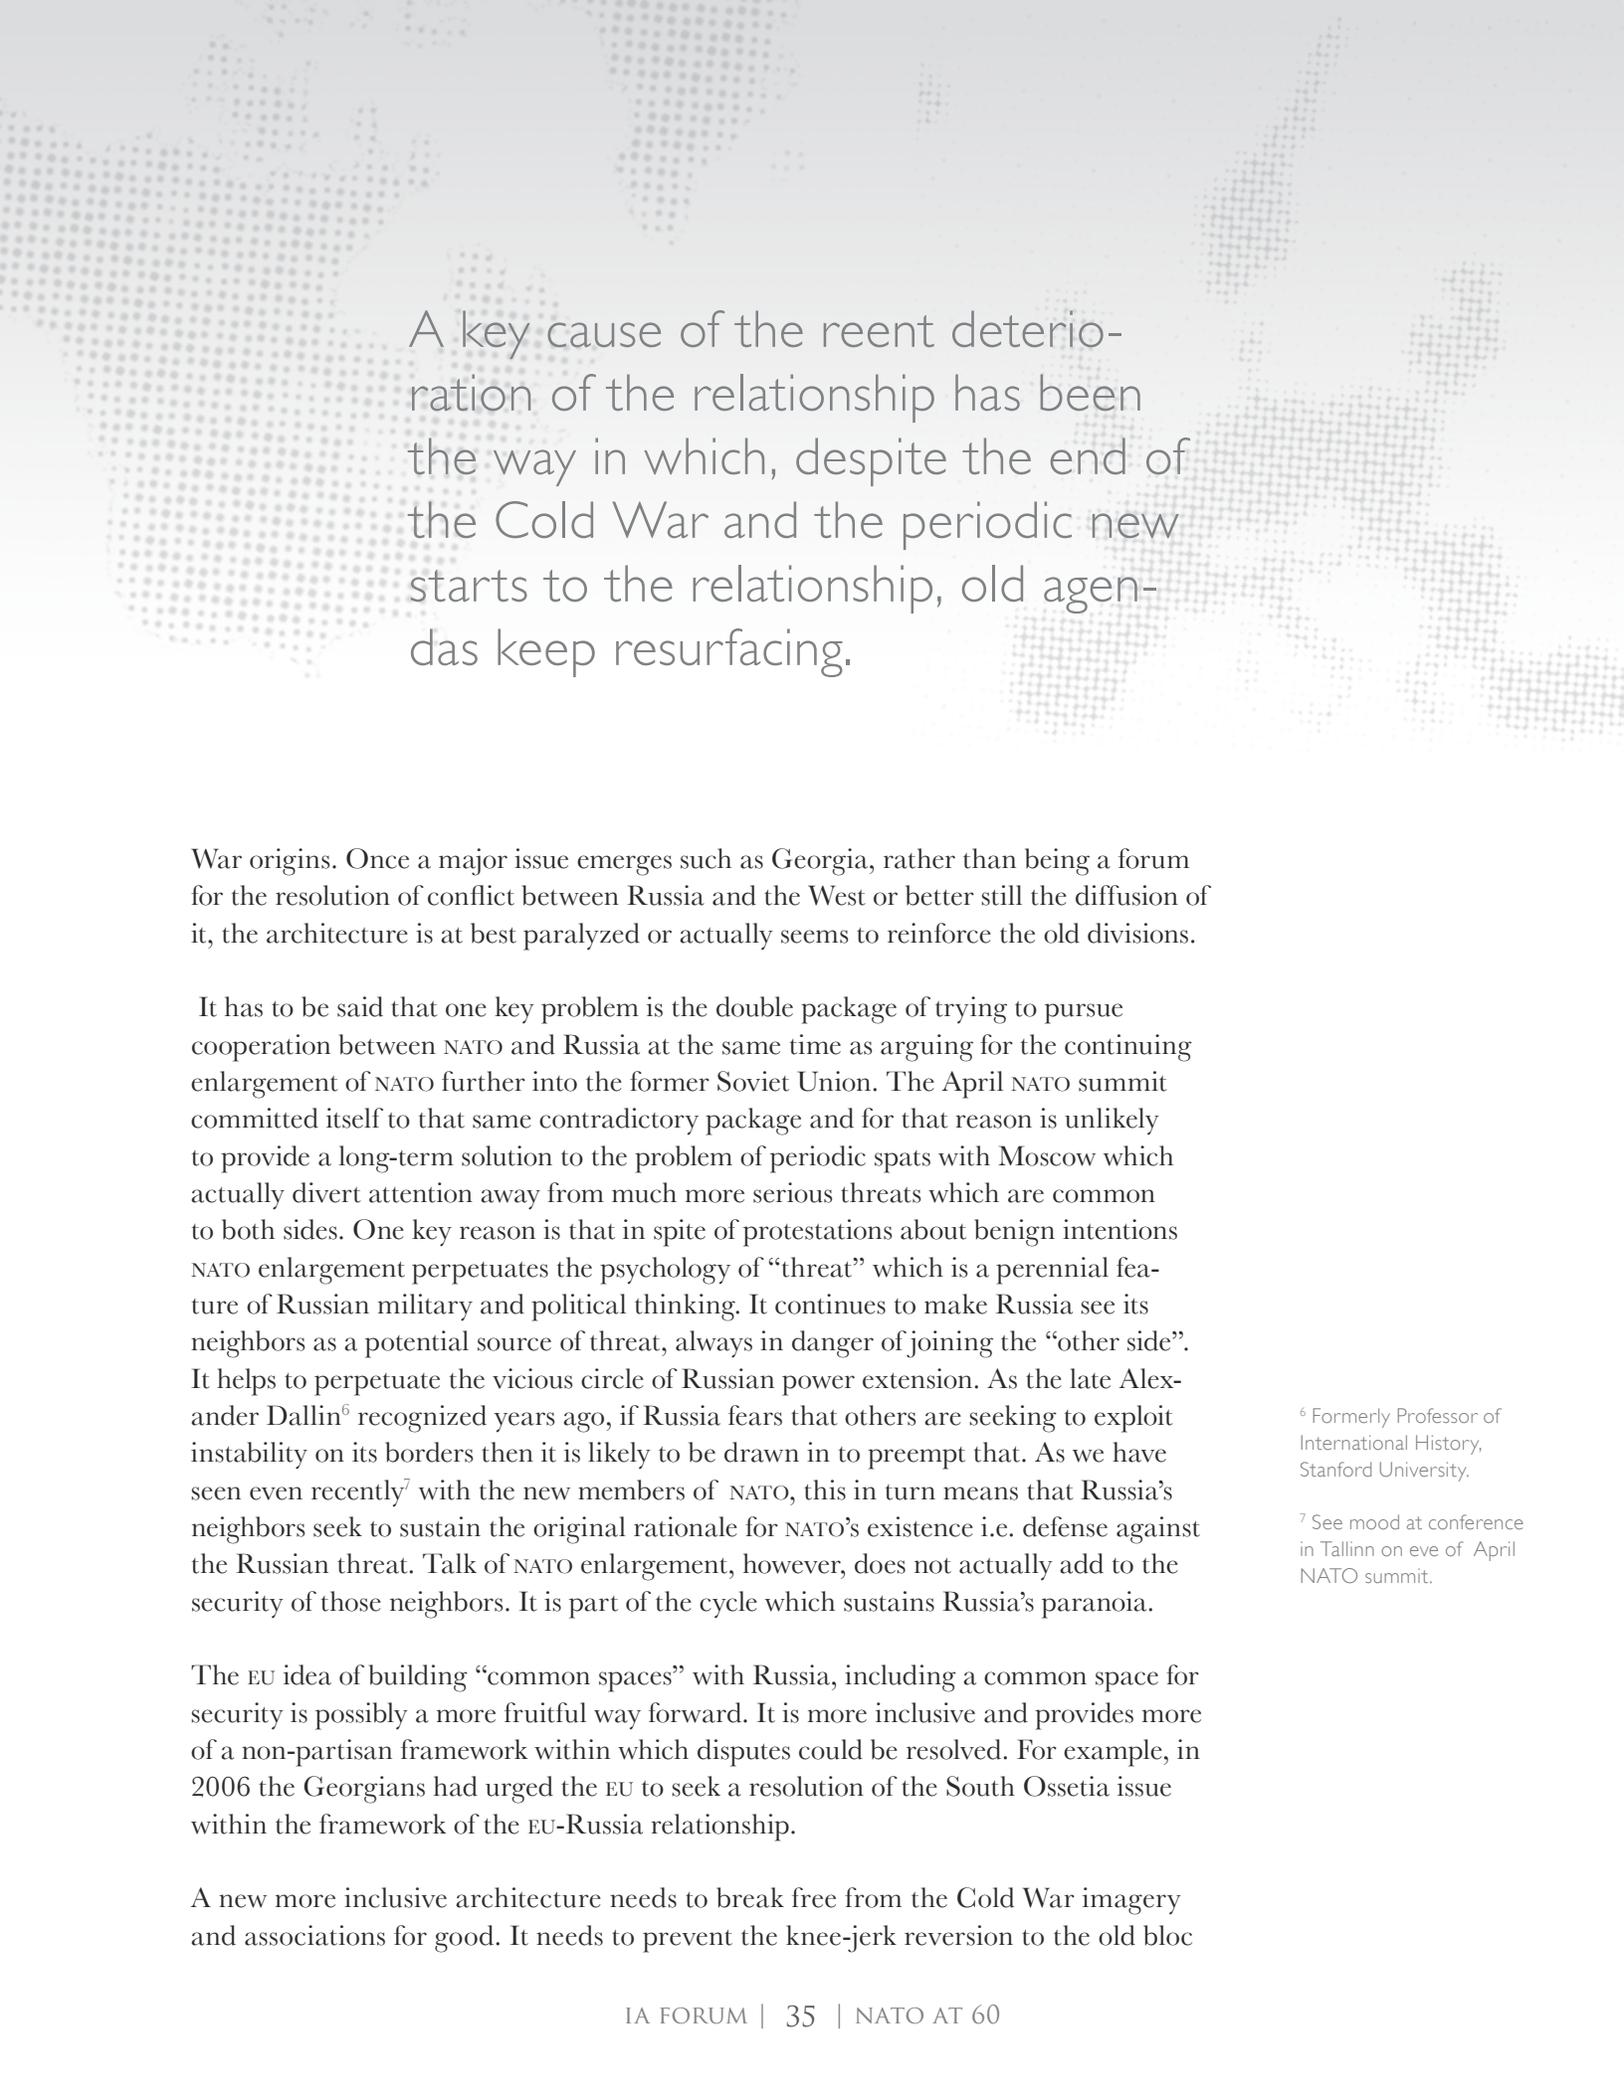 A key cause of the reent deterio-
ration of the relationship has been
the way in which, despite the end of
the Cold War and the periodic new
starts to the relationship, old agen-
das keep resurfacing.
War origins. Once a major issue emerges such as Georgia, rather than being a forum
for the resolution of conflict between Russia and the West or better still the diffusion of
it, the architecture is at best paralyzed or actually seems to reinforce the old divisions.
It has to be said that one key problem is the double package of trying to pursue
cooperation between NATO and Russia at the same time as arguing for the continuing
enlargement of NATO further into the former Soviet Union. The April NATO summit
committed itself to that same contradictory package and for that reason is unlikely
to provide a long-term solution to the problem of periodic spats with Moscow which
actually divert attention away from much more serious threats which are common
to both sides. One key reason is that in spite of protestations about benign intentions
NATO enlargement perpetuates the psychology of “threat” which is a perennial fea-
ture of Russian military and political thinking. It continues to make Russia see its
neighbors as a potential source of threat, always in danger of joining the “other side”.
It helps to perpetuate the vicious circle of Russian power extension. As the late Alex-
ander Dallin6 recognized years ago, if Russia fears that others are seeking to exploit
instability on its borders then it is likely to be drawn in to preempt that. As we have
seen even recently7 with the new members of NATO, this in turn means that Russia’s
neighbors seek to sustain the original rationale for NATO’s existence i.e. defense against
the Russian threat. Talk of NATO enlargement, however, does not actually add to the
security of those neighbors. It is part of the cycle which sustains Russia’s paranoia.
The EU idea of building “common spaces” with Russia, including a common space for
security is possibly a more fruitful way forward. It is more inclusive and provides more
of a non-partisan framework within which disputes could be resolved. For example, in
2006 the Georgians had urged the EU to seek a resolution of the South Ossetia issue
within the framework of the EU-Russia relationship.
A new more inclusive architecture needs to break free from the Cold War imagery
and associations for good. It needs to prevent the knee-jerk reversion to the old bloc
6 Formerly Professor of
International History,
Stanford University.
7 See mood at conference
in Tallinn on eve of April
NATO summit.
IA FORUM | 35 | NATO AT 60